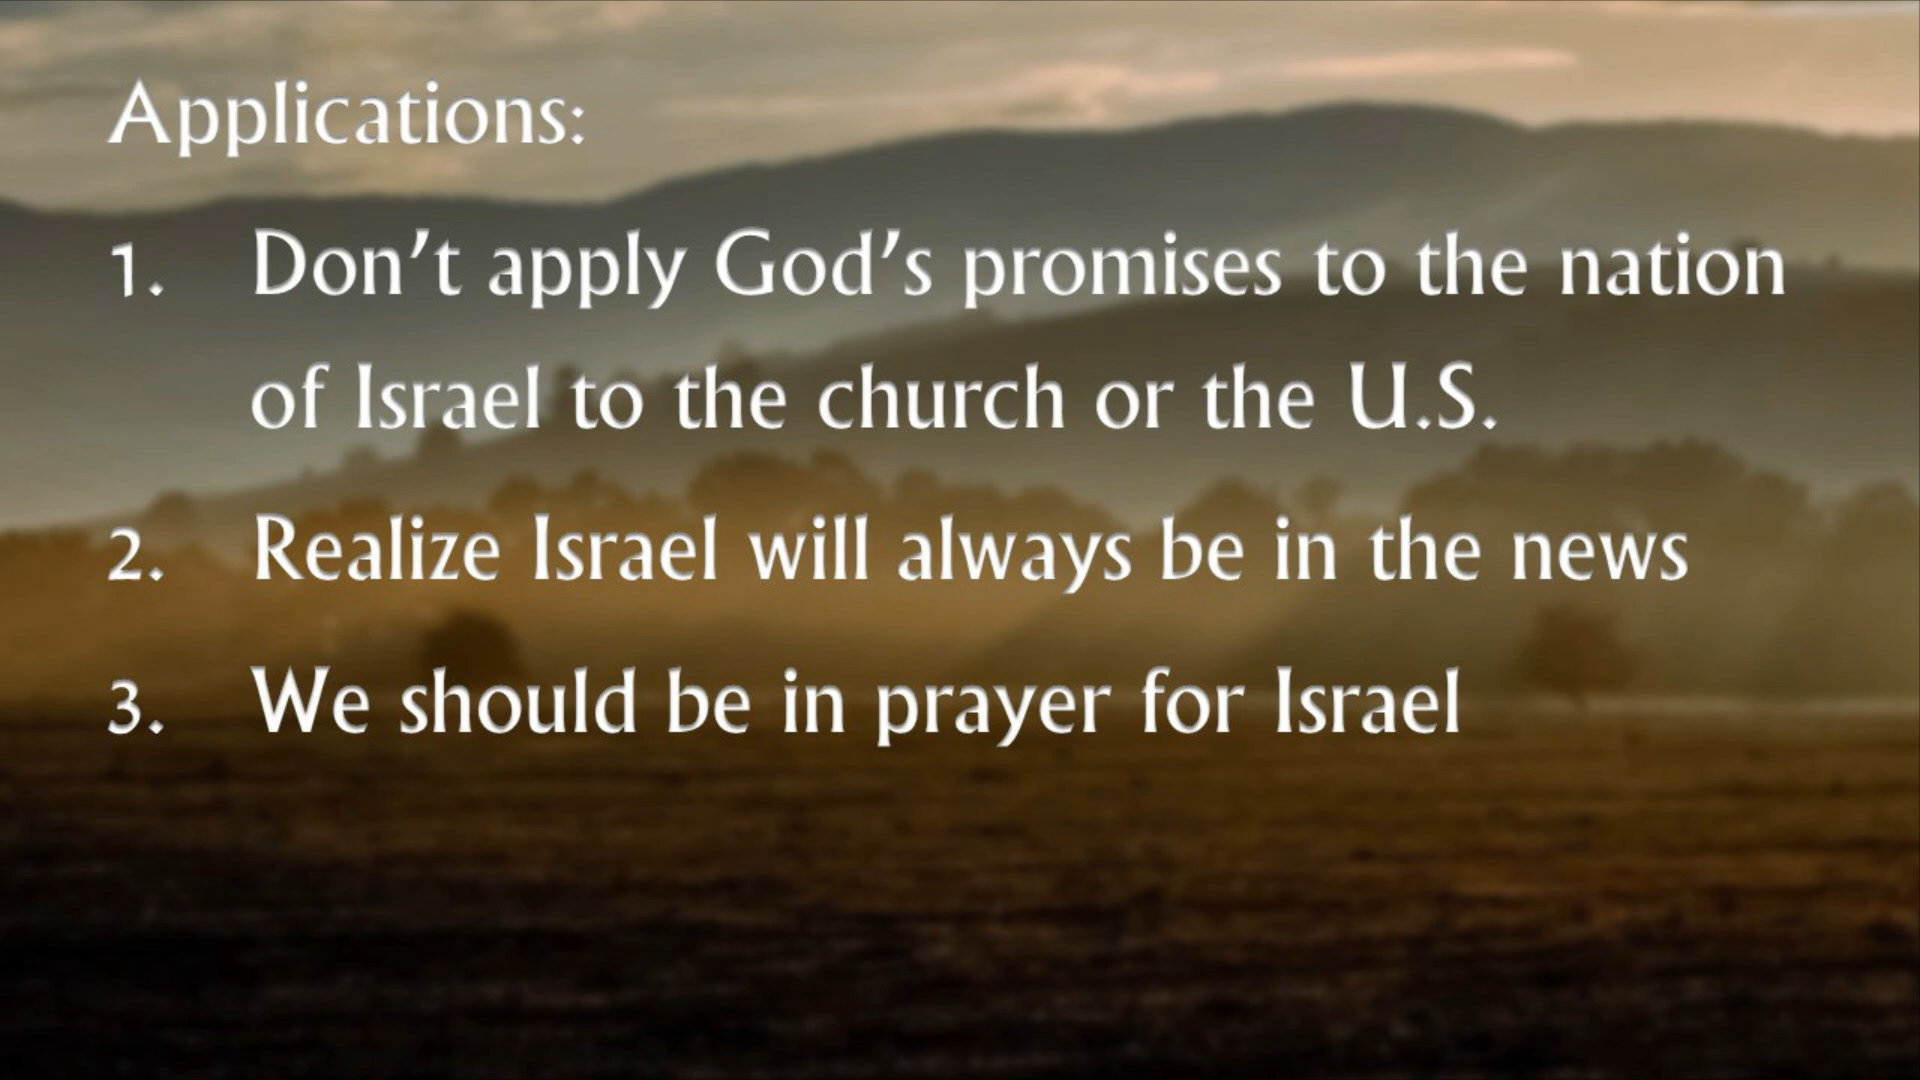 Applications:
1. Don’t apply God’s promises to the nation
of Israel to the church or the U.S.
2. Realize Israel will always be in the news
3. We should be in prayer for Israel